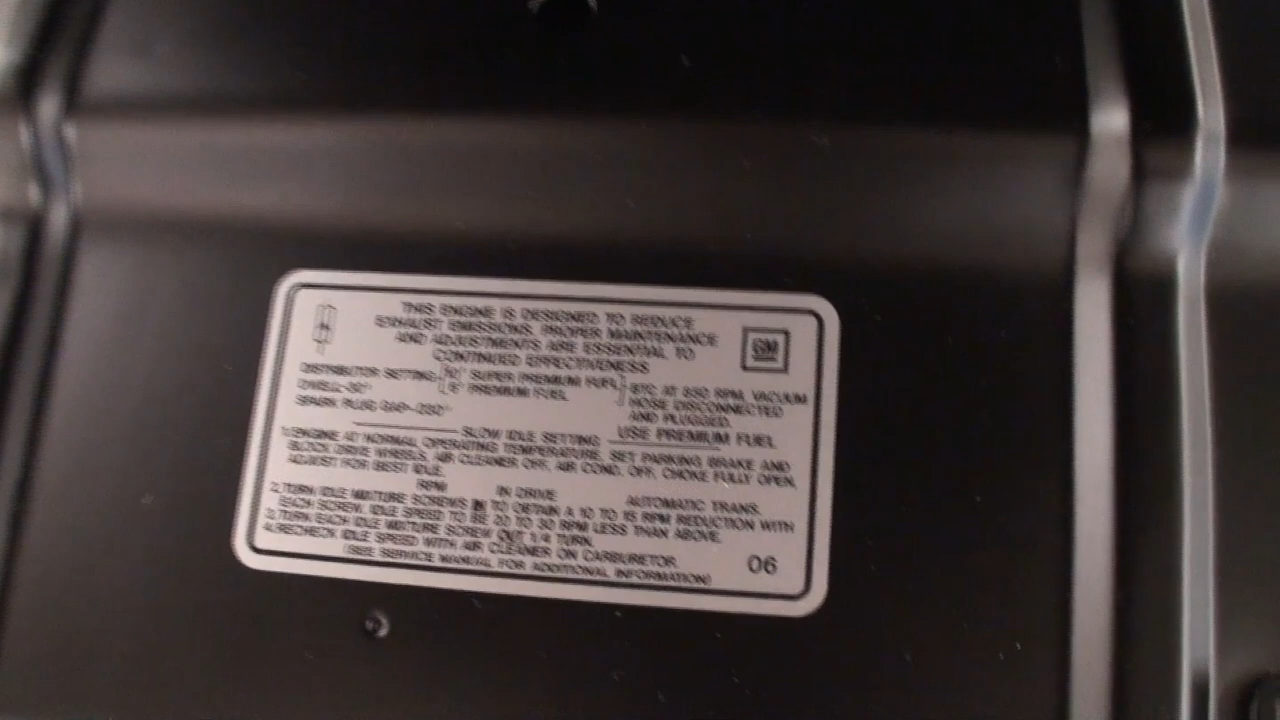 THIS ENGINE IS DESIGNED TO REDUCE
EXHAUST EMISSIONS. PROPER MAINTENANCE
AND ADJUSTMENTS ARE ESSENTIAL TO
CONTINUED EFFECTIVENESS
GM
DISTRIBUTOR SETTING SUPER PREMIUM FUEL
PREMIUM FUEL
BTC AT 850 RPM, VACUUM
HOSE DISCONNECTED
AND PLUGGED.
DWELL-30°
SPARK PLUG GAP-.030"
SLOW IDLE SETTING USE PREMIUM FUEL
1. ENGINE AT NORMAL OPERATING TEMPERATURE. SET PARKING BRAKE AND
BLOCK DRIVE WHEELS, AIR CLEANER OFF, AIR COND. OFF, CHOKE FULLY OPEN.
ADJUST FOR BEST IDLE.
RPM IN DRIVE AUTOMATIC TRANS.
2. TURN IDLE MIXTURE SCREWS IN TO OBTAIN A 10 TO 15 RPM REDUCTION WITH
EACH SCREW. IDLE SPEED TO BE 20 TO 30 RPM LESS THAN ABOVE.
3. TURN EACH IDLE MIXTURE SCREW OUT 1/4 TURN.
4. RECHECK IDLE SPEED WITH AIR CLEANER ON CARBURETOR.
(SEE SERVICE MANUAL FOR ADDITIONAL INFORMATION)
06